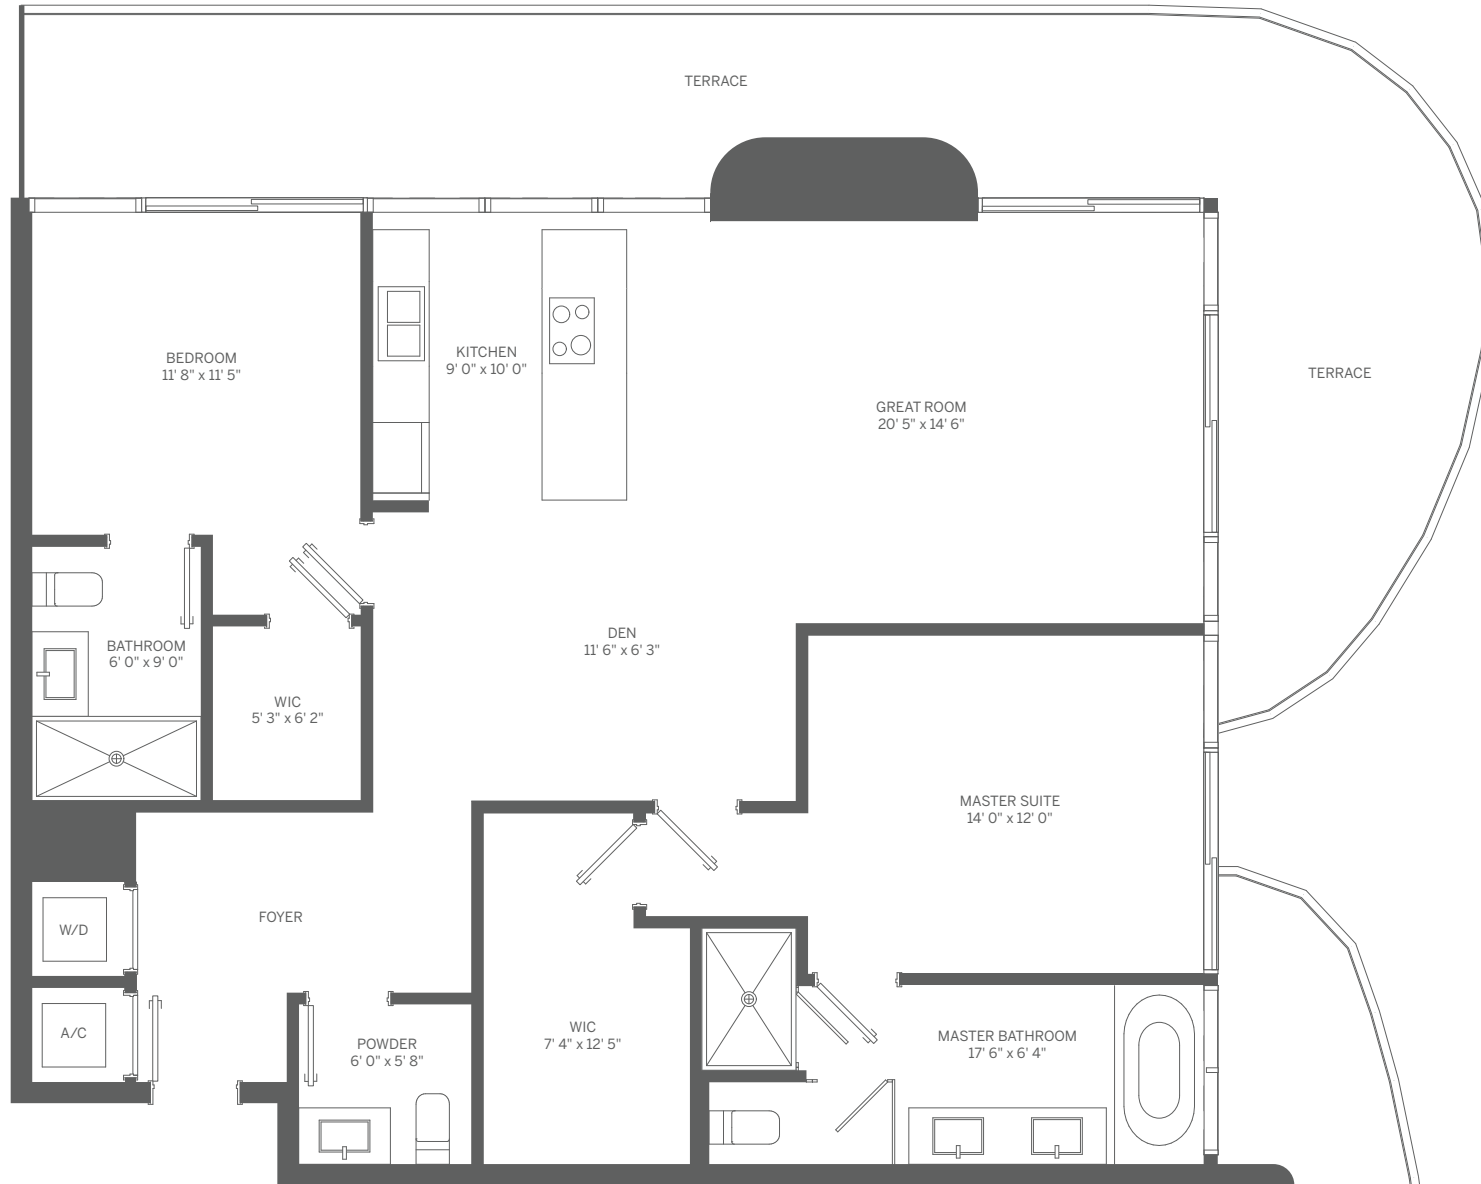 TERRACE
BEDROOM
11' 8" x 11' 5"
KITCHEN
9' 0" x 10' 0"
TERRACE
GREAT ROOM
20' 5" x 14' 6"
BATHROOM
6' 0" x 9' 0"
DEN
11' 6" x 6' 3"
WIC
5' 3" x 6' 2"
MASTER SUITE
14' 0" x 12' 0"
FOYER
W/D
A/C
POWDER
6' 0" x 5' 8"
WIC
7' 4" x 12' 5"
MASTER BATHROOM
17' 6" x 6' 4"